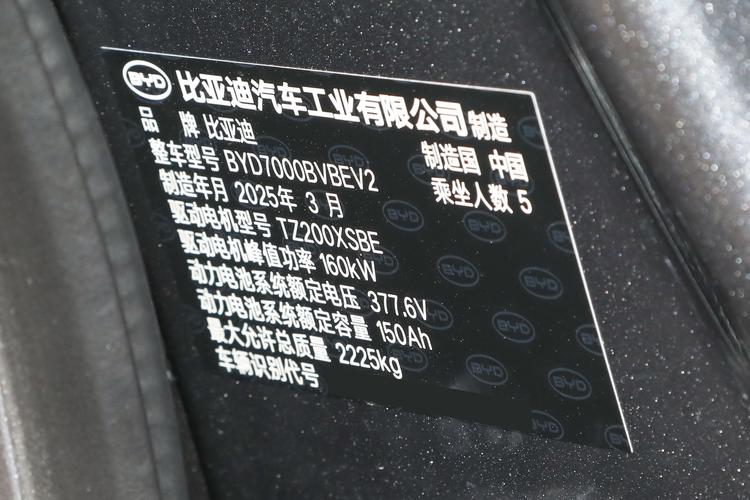 BYD 比亚迪汽车工业有限公司 制造
品 牌 比亚迪 制造国 中国
整车型号 BYD7000BVBEV2 乘坐人数 5
制造年月 2025年 3 月
驱动电机型号 TZ200XSBE
驱动电机峰值功率 160kW
动力电池系统额定电压 377.6V
动力电池系统额定容量 150Ah
最大允许总质量 2225kg
车辆识别代号